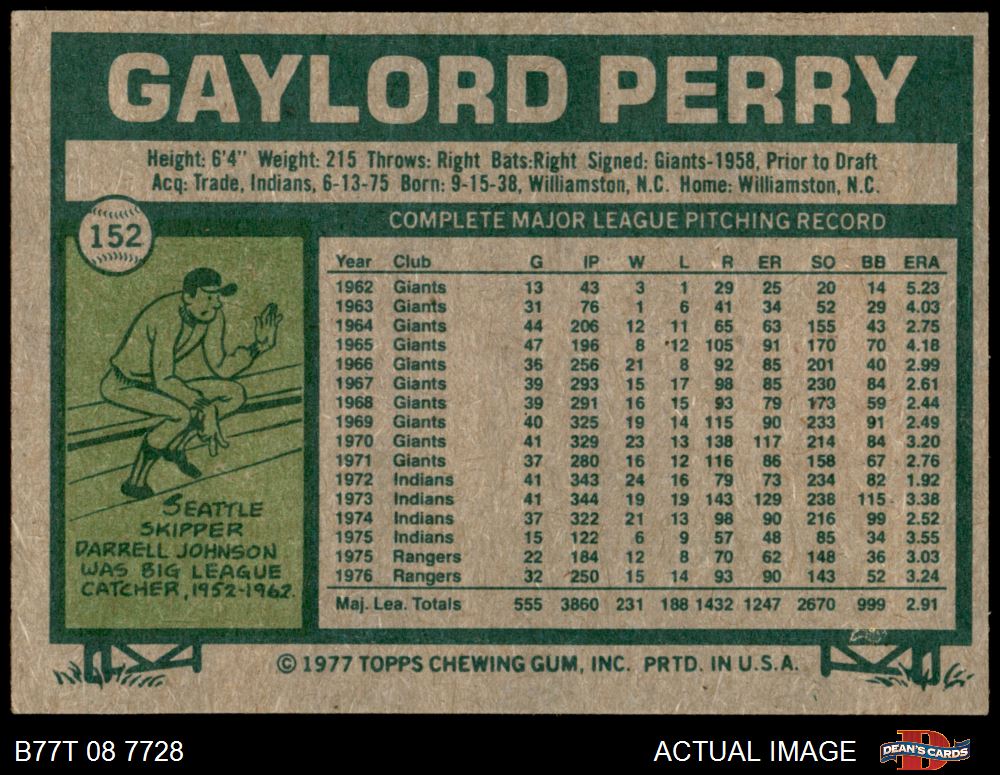 GAYLORD PERRY
Height: 6'4" Weight: 215 Throws: Right Bats:Right Signed: Giants-1958, Prior to Draft
Acq: Trade, Indians, 6-13-75 Born: 9-15-38, Williamston, N.C. Home: Williamston, N.C.
152
COMPLETE MAJOR LEAGUE PITCHING RECORD
Year Club G IP W L R ER SO BB ERA
1962 Giants 13 43 3 1 29 25 20 14 5.23
1963 Giants 31 76 1 6 41 34 52 29 4.03
1964 Giants 44 206 12 11 65 63 155 43 2.75
1965 Giants 47 196 8 12 105 91 170 70 4.18
1966 Giants 36 256 21 8 92 85 201 40 2.99
1967 Giants 39 293 15 17 98 85 230 84 2.61
1968 Giants 39 291 16 15 93 79 173 59 2.44
1969 Giants 40 325 19 14 115 90 233 91 2.49
1970 Giants 41 329 23 13 138 117 214 84 3.20
1971 Giants 37 280 16 12 116 86 158 67 2.76
1972 Indians 41 343 24 16 79 73 234 82 1.92
1973 Indians 41 344 19 19 143 129 238 115 3.38
1974 Indians 37 322 21 13 98 90 216 99 2.52
1975 Indians 15 122 6 9 57 48 85 34 3.55
1975 Rangers 22 184 12 8 70 62 148 36 3.03
1976 Rangers 32 250 15 14 93 90 143 52 3.24
Maj. Lea. Totals 555 3860 231 188 1432 1247 2670 999 2.91
SEATTLE
SKIPPER
DARRELL JOHNSON
WAS BIG LEAGUE
CATCHER, 1952-1962.
© 1977 TOPPS CHEWING GUM, INC. PRTD. IN U.S.A.
B77T 08 7728
ACTUAL IMAGE
D
DEAN'S CARDS